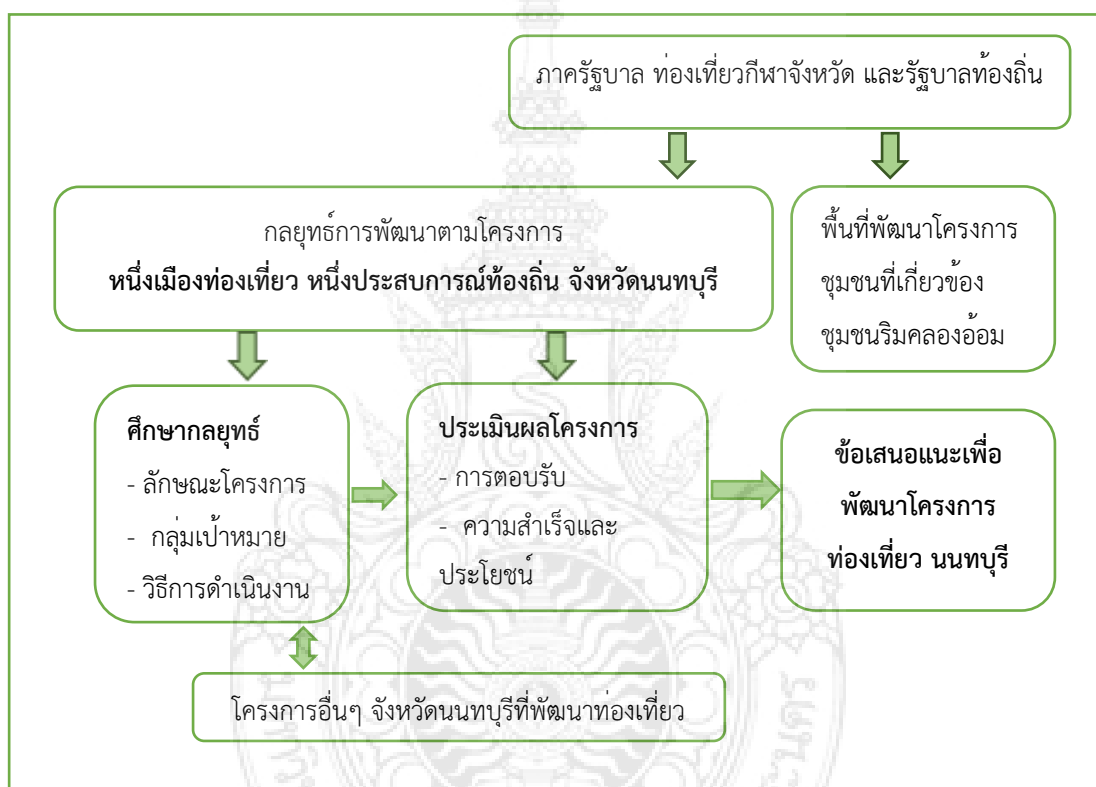 ภาครัฐบาล ท่องเที่ยวกีฬาจังหวัด และรัฐบาลท้องถิ่น
กลยุทธ์การพัฒนาตามโครงการ
หนึ่งเมืองท่องเที่ยว หนึ่งประสบการณ์ท้องถิ่น จังหวัดนนทบุรี
พื้นที่พัฒนาโครงการ
ชุมชนที่เกี่ยวข้อง
ชุมชนริมคลองอ้อม
ศึกษากลยุทธ์
- ลักษณะโครงการ
- กลุ่มเป้าหมาย
- วิธีการดำเนินงาน
ประเมินผลโครงการ
- การตอบรับ
- ความสำเร็จและ
ประโยชน์
ข้อเสนอแนะเพื่อ
พัฒนาโครงการ
ท่องเที่ยว นนทบุรี
โครงการอื่นๆ จังหวัดนนทบุรีที่พัฒนาท่องเที่ยว